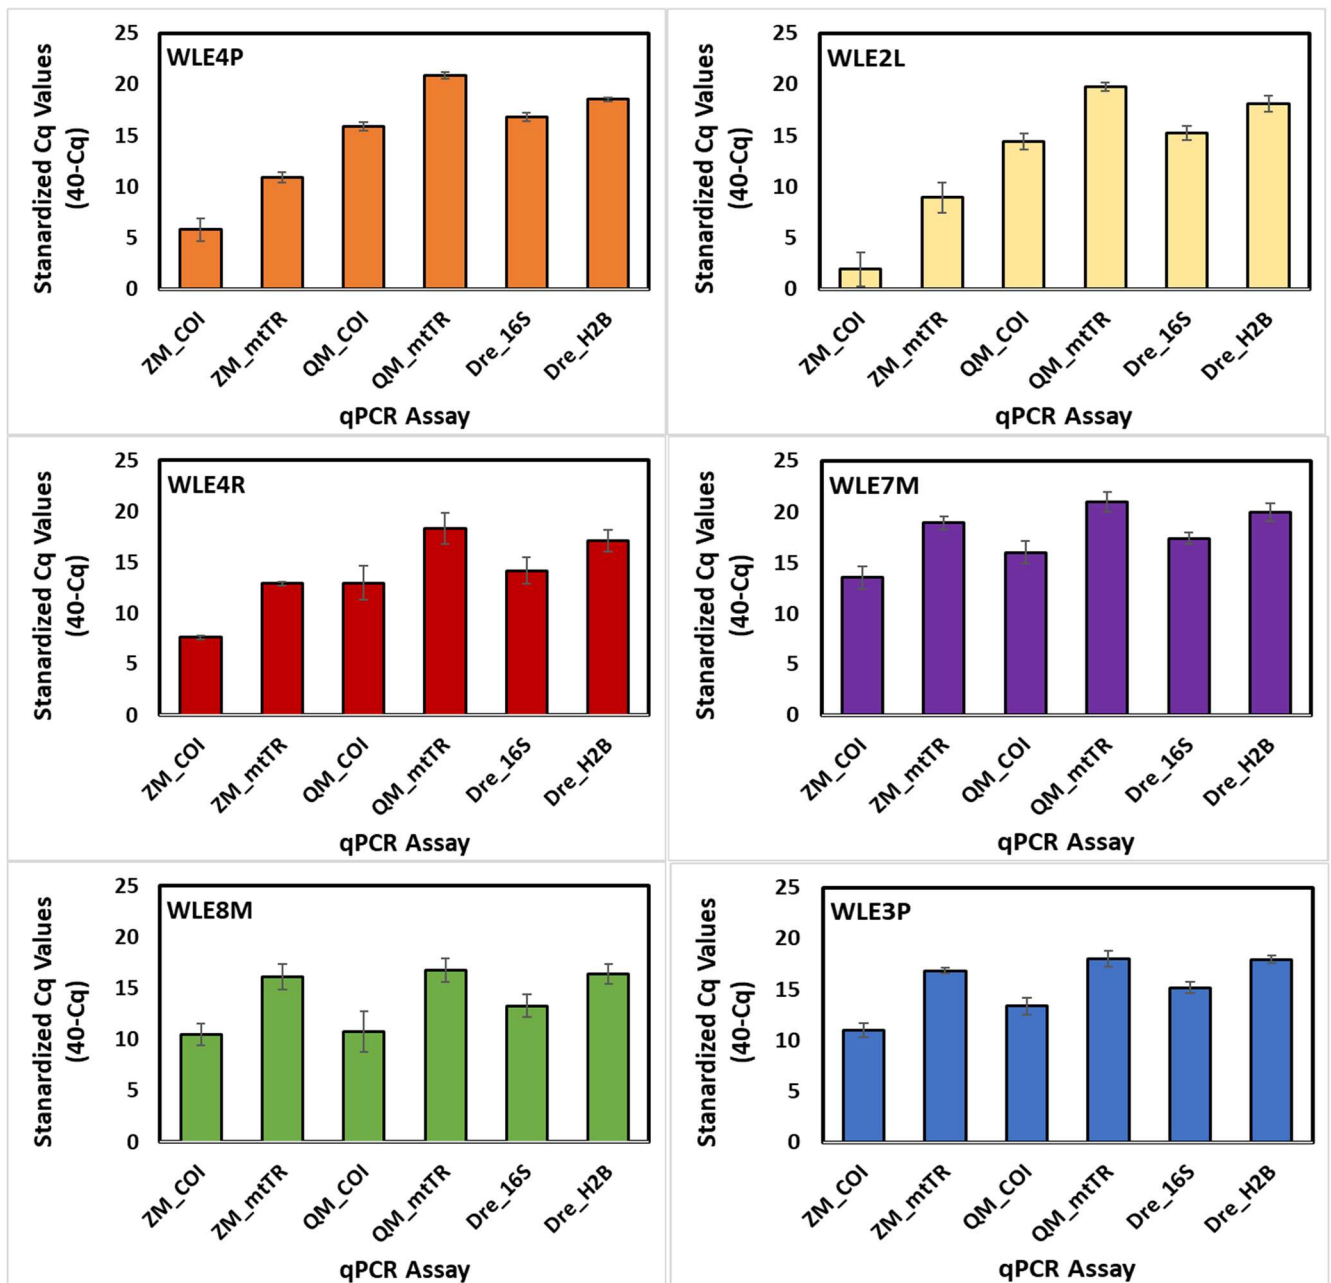 WLE4P
Stanardized Cq Values
(40-Cq)
25
20
15
10
5
0
ZM_COI
ZM_mtTR
QM_COI
QM_mtTR
Dre_16S
Dre_H2B
qPCR Assay
WLE2L
Stanardized Cq Values
(40-Cq)
25
20
15
10
5
0
ZM_COI
ZM_mtTR
QM_COI
QM_mtTR
Dre_16S
Dre_H2B
qPCR Assay
WLE4R
Stanardized Cq Values
(40-Cq)
25
20
15
10
5
0
ZM_COI
ZM_mtTR
QM_COI
QM_mtTR
Dre_16S
Dre_H2B
qPCR Assay
WLE7M
Stanardized Cq Values
(40-Cq)
25
20
15
10
5
0
ZM_COI
ZM_mtTR
QM_COI
QM_mtTR
Dre_16S
Dre_H2B
qPCR Assay
WLE8M
Stanardized Cq Values
(40-Cq)
25
20
15
10
5
0
ZM_COI
ZM_mtTR
QM_COI
QM_mtTR
Dre_16S
Dre_H2B
qPCR Assay
WLE3P
Stanardized Cq Values
(40-Cq)
25
20
15
10
5
0
ZM_COI
ZM_mtTR
QM_COI
QM_mtTR
Dre_16S
Dre_H2B
qPCR Assay